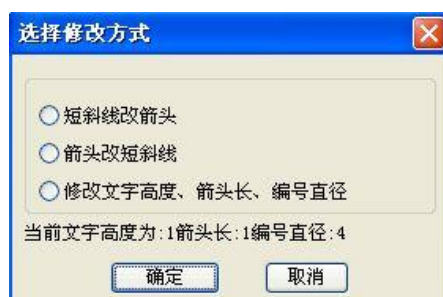 选择修改方式
短斜线改箭头
箭头改短斜线
修改文字高度、箭头长、编号直径
当前文字高度为:1箭头长:1编号直径:4
确定
取消